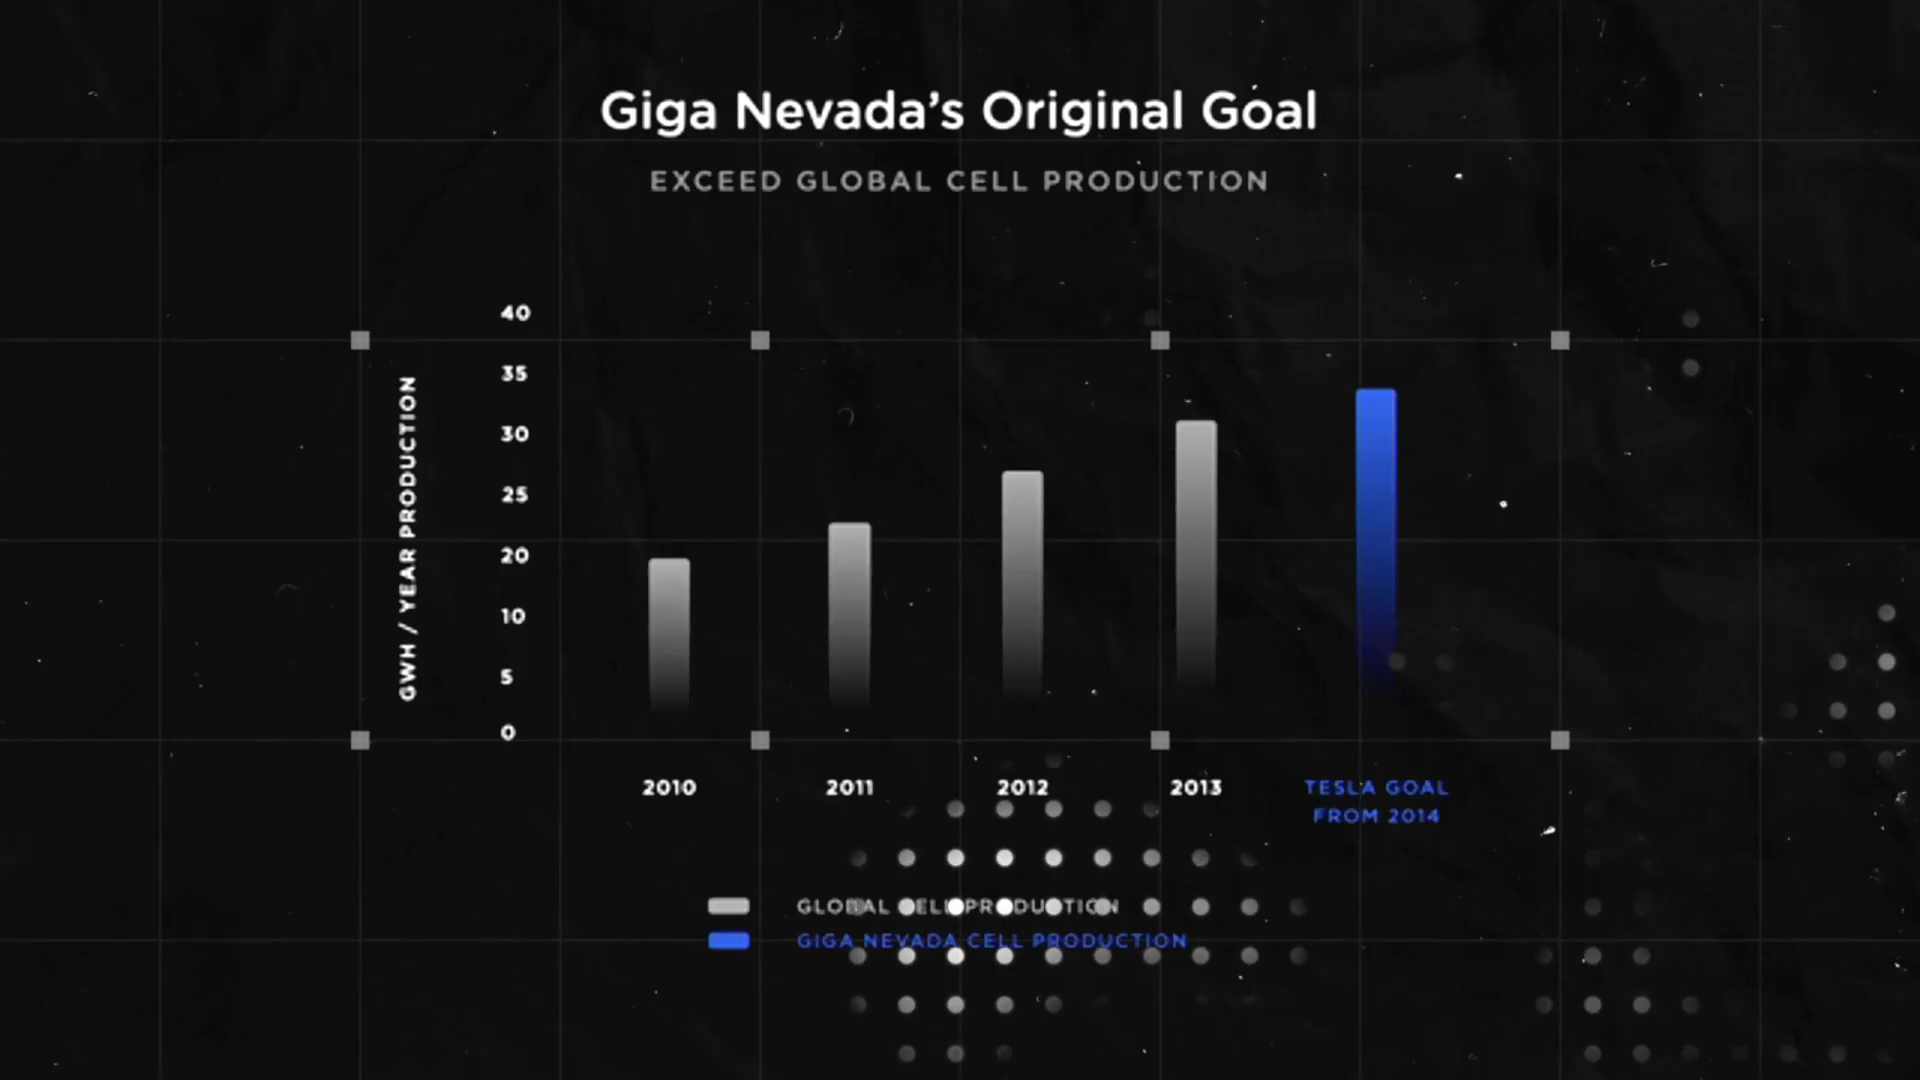 Giga Nevada’s Original Goal
EXCEED GLOBAL CELL PRODUCTION
GWH / YEAR PRODUCTION
40
35
30
25
20
10
5
0
2010
2011
2012
2013
TESLA GOAL
FROM 2014
GLOBAL CELL PRODUCTION
GIGA NEVADA CELL PRODUCTION